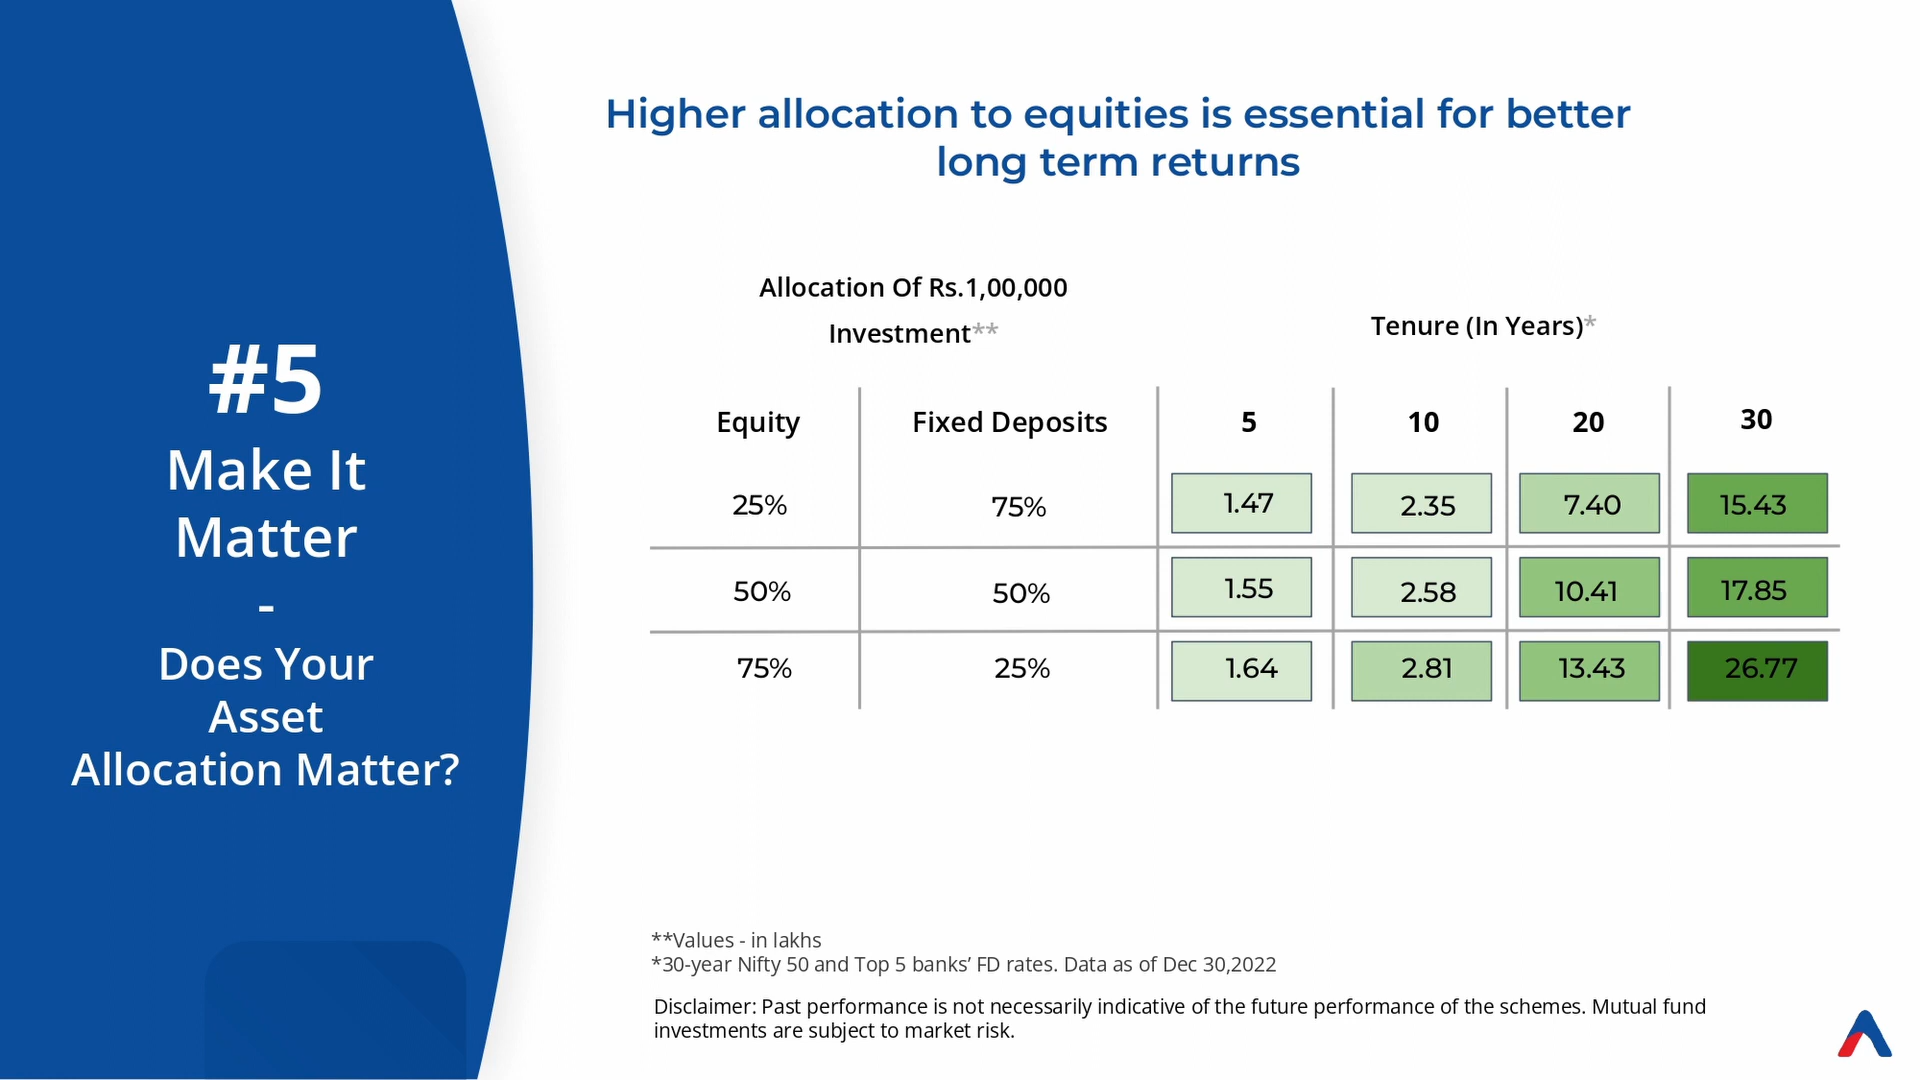 #5
Make It
Matter
-
Does Your
Asset
Allocation Matter?
Higher allocation to equities is essential for better
long term returns
Allocation Of Rs.1,00,000
Investment**
Tenure (In Years)*
Equity Fixed Deposits 5 10 20 30
25% 75% 1.47 2.35 7.40 15.43
50% 50% 1.55 2.58 10.41 17.85
75% 25% 1.64 2.81 13.43 26.77
**Values - in lakhs
*30-year Nifty 50 and Top 5 banks’ FD rates. Data as of Dec 30,2022
Disclaimer: Past performance is not necessarily indicative of the future performance of the schemes. Mutual fund
investments are subject to market risk.